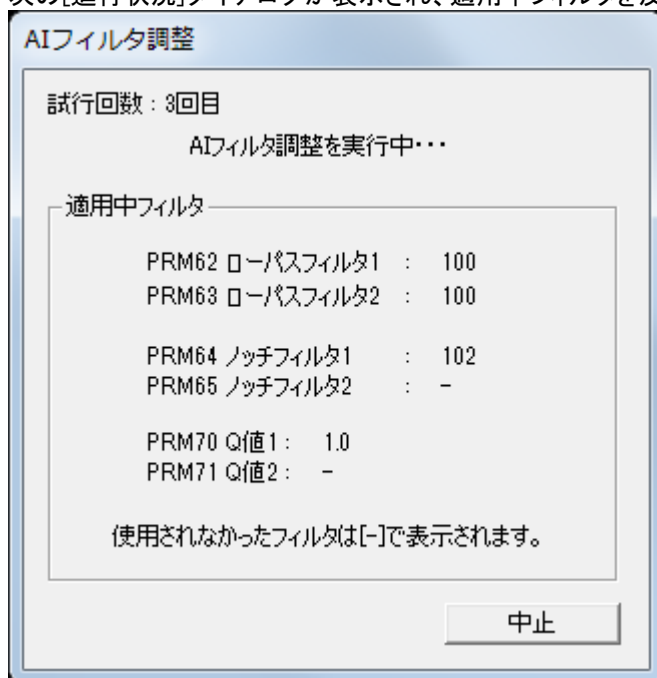 AIフィルタ調整
試行回数：3回目
AIフィルタ調整を実行中・・・
適用中フィルタ
PRM62 ローパスフィルタ1 ： 100
PRM63 ローパスフィルタ2 ： 100
PRM64 ノッチフィルタ1 ： 102
PRM65 ノッチフィルタ2 ： -
PRM70 Q値1： 1.0
PRM71 Q値2： -
使用されなかったフィルタは[-]で表示されます。
中止